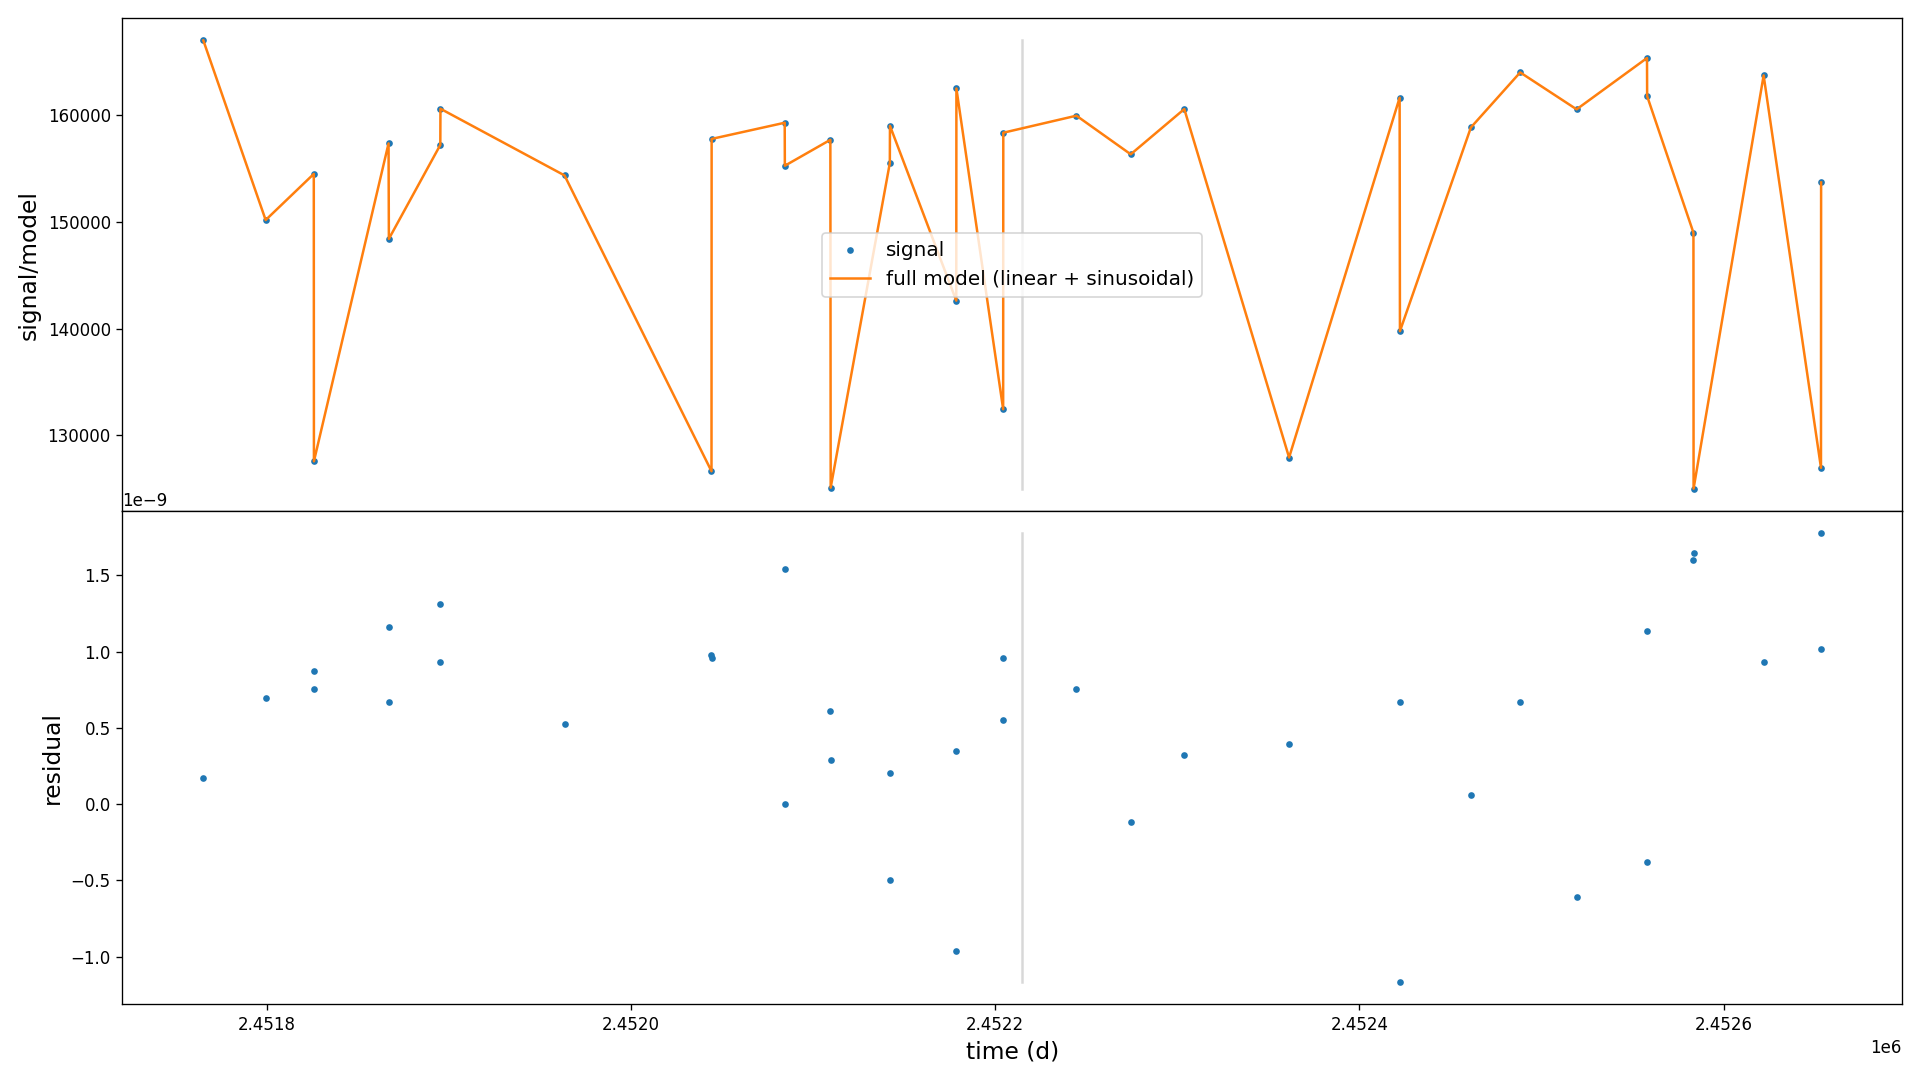 signal/model
160000
150000
140000
130000
signal
full model (linear + sinusoidal)
1e−9
residual
1.5
1.0
0.5
0.0
−0.5
−1.0
2.4518
2.4520
2.4522
2.4524
2.4526
1e6
time (d)